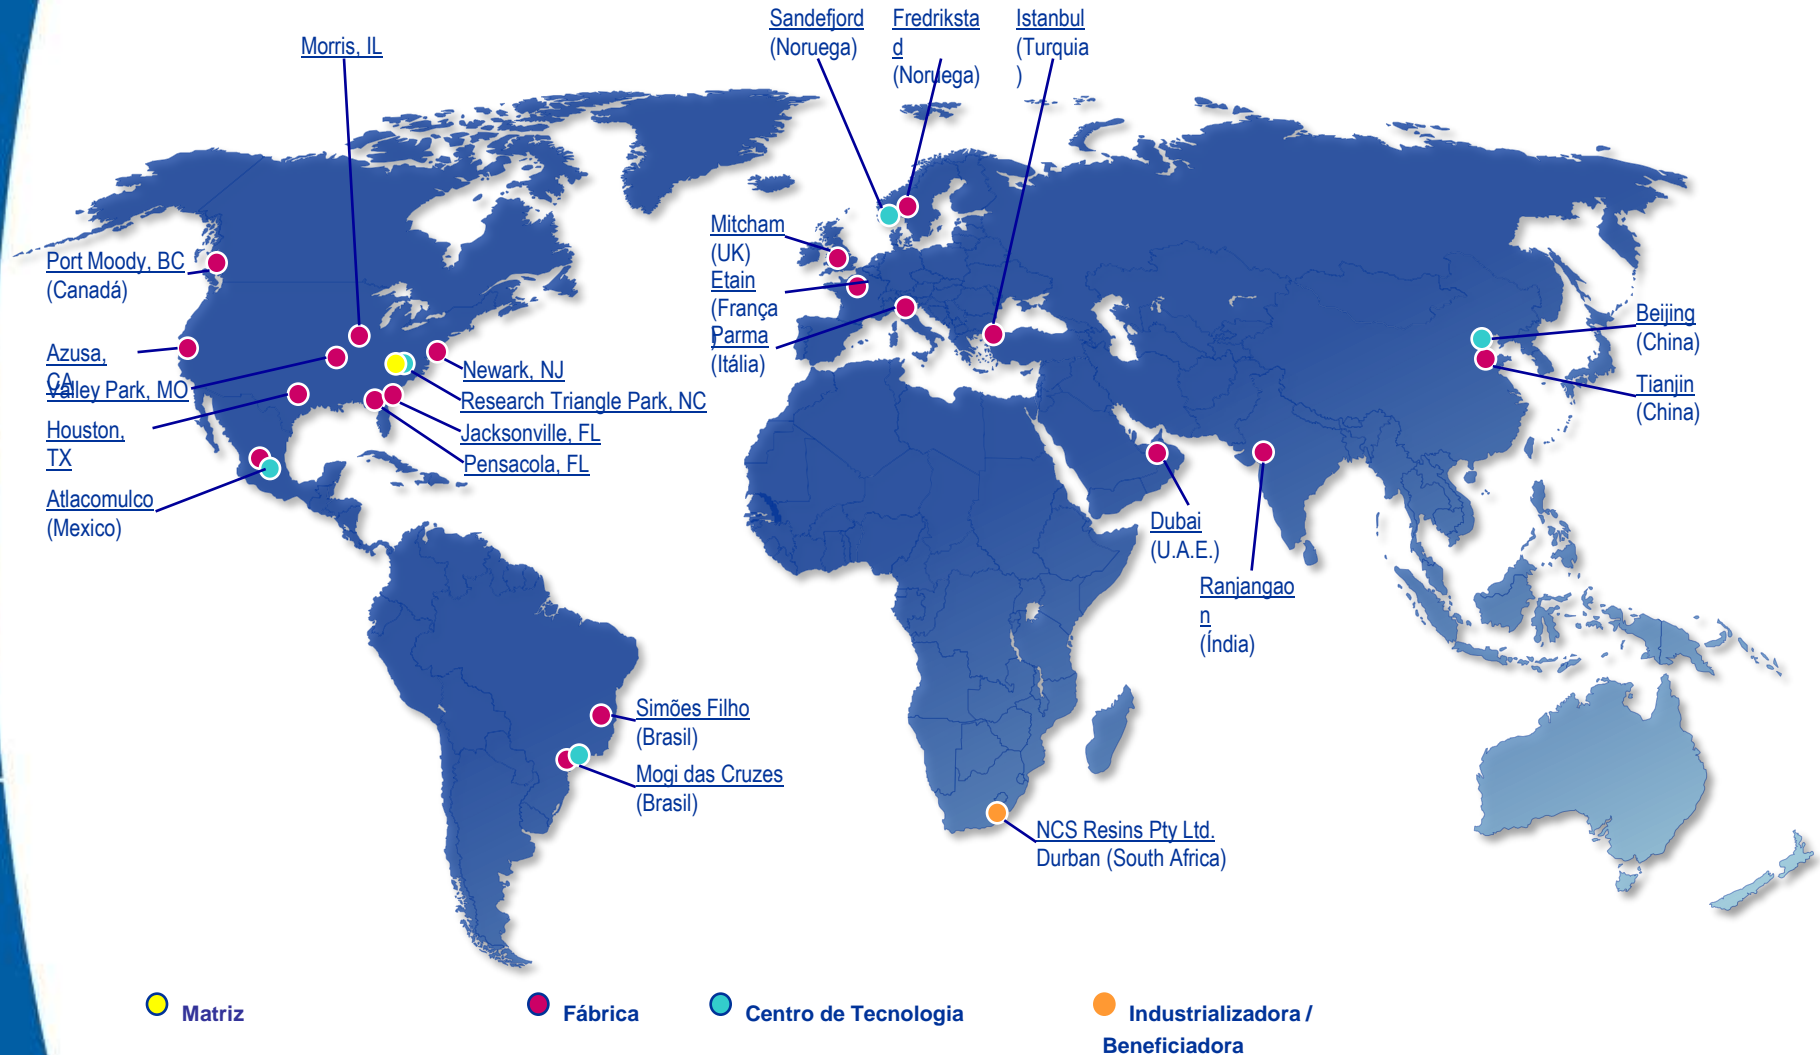 Morris, IL
Sandefjord
(Noruega)
Fredriksta
d
(Noruega)
Istanbul
(Turquia
)
Port Moody, BC
(Canadá)
Azusa,
CA
Valley Park, MO
Houston,
TX
Atlacomulco
(Mexico)
Newark, NJ
Research Triangle Park, NC
Jacksonville, FL
Pensacola, FL
Mitcham
(UK)
Etain
(França
)
Parma
(Itália)
Beijing
(China)
Tianjin
(China)
Dubai
(U.A.E.)
Ranjangao
n
(Índia)
Simões Filho
(Brasil)
Mogi das Cruzes
(Brasil)
NCS Resins Pty Ltd.
Durban (South Africa)
Matriz
Fábrica
Centro de Tecnologia
Industrializadora /
Beneficiadora